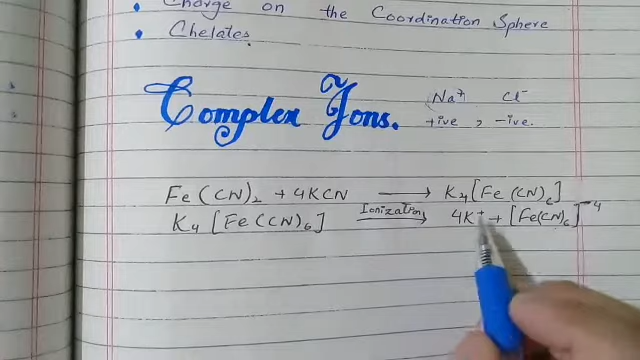 • Charge on the Coordination Sphere
• Chelates.
Complex Ions.
Na⁺ Cl⁻
+ive , -ive.
Fe (CN)₂ + 4KCN ⟶ K₄[Fe (CN)₆]
K₄ [Fe(CN)₆] Ionization⟶ 4K⁺ + [Fe(CN)₆]⁻⁴